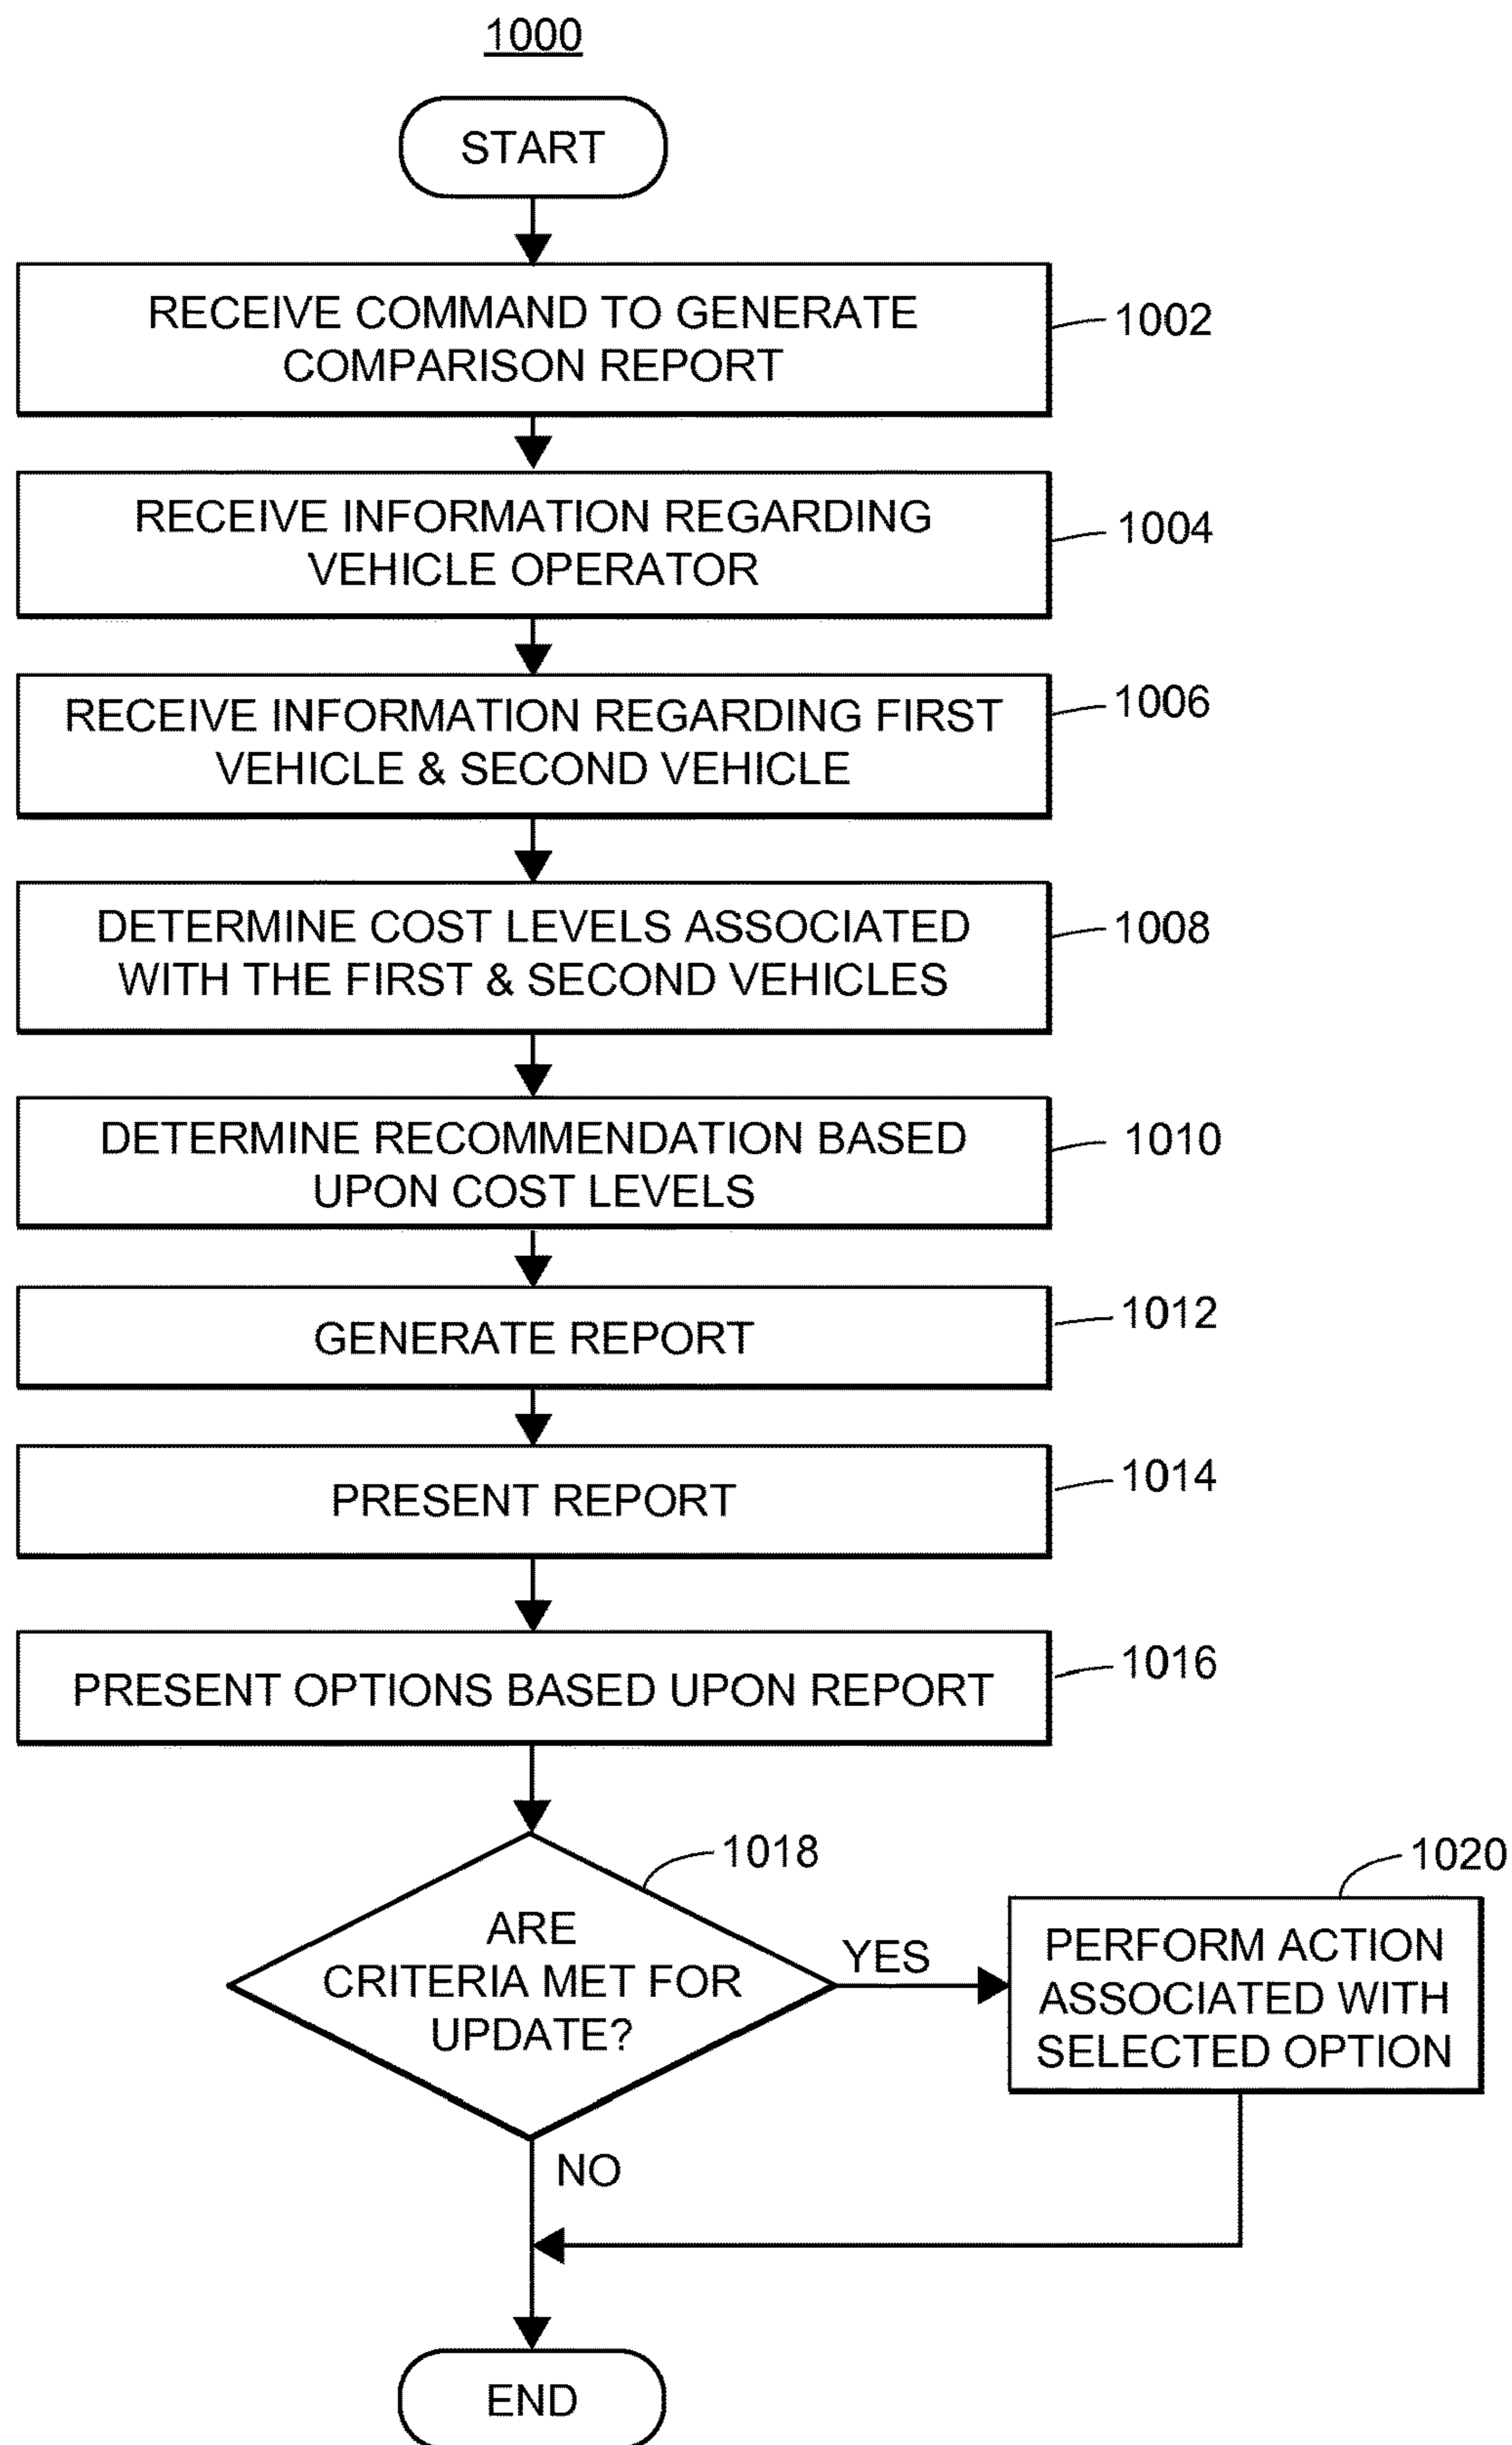 1000
START
RECEIVE COMMAND TO GENERATE
COMPARISON REPORT
1002
RECEIVE INFORMATION REGARDING
VEHICLE OPERATOR
1004
RECEIVE INFORMATION REGARDING FIRST
VEHICLE & SECOND VEHICLE
1006
DETERMINE COST LEVELS ASSOCIATED
WITH THE FIRST & SECOND VEHICLES
1008
DETERMINE RECOMMENDATION BASED
UPON COST LEVELS
1010
GENERATE REPORT
1012
PRESENT REPORT
1014
PRESENT OPTIONS BASED UPON REPORT
1016
ARE
CRITERIA MET FOR
UPDATE?
1018
YES
PERFORM ACTION
ASSOCIATED WITH
SELECTED OPTION
1020
NO
END